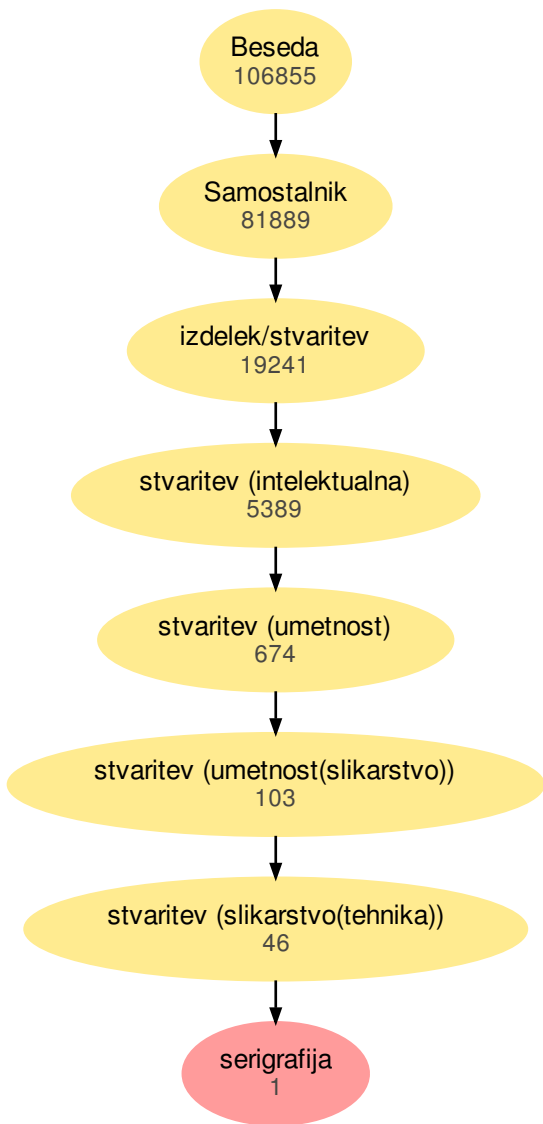 Beseda
106855
Samostalnik
81889
izdelek/stvaritev
19241
stvaritev (intelektualna)
5389
stvaritev (umetnost)
674
stvaritev (umetnost(slikarstvo))
103
stvaritev (slikarstvo(tehnika))
46
serigrafija
1